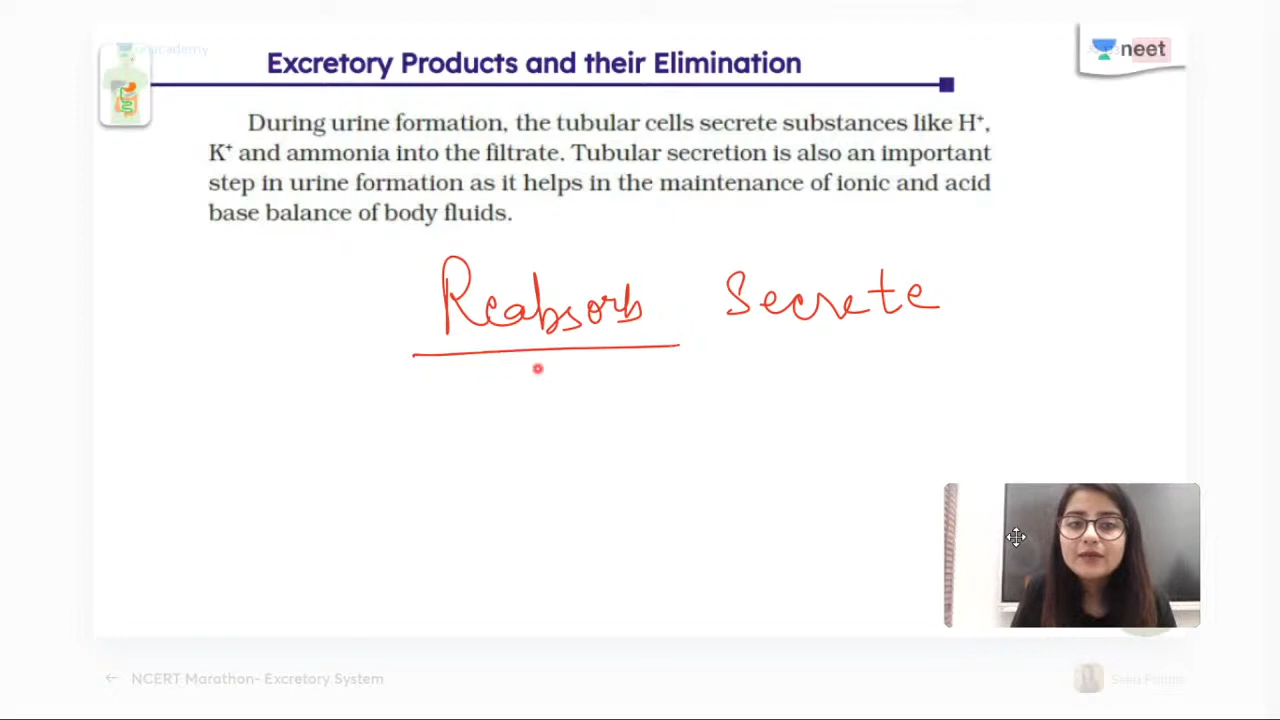 unacademy
Excretory Products and their Elimination
neet
During urine formation, the tubular cells secrete substances like H⁺,
K⁺ and ammonia into the filtrate. Tubular secretion is also an important
step in urine formation as it helps in the maintenance of ionic and acid
base balance of body fluids.
Reabsorb Secrete
← NCERT Marathon- Excretory System